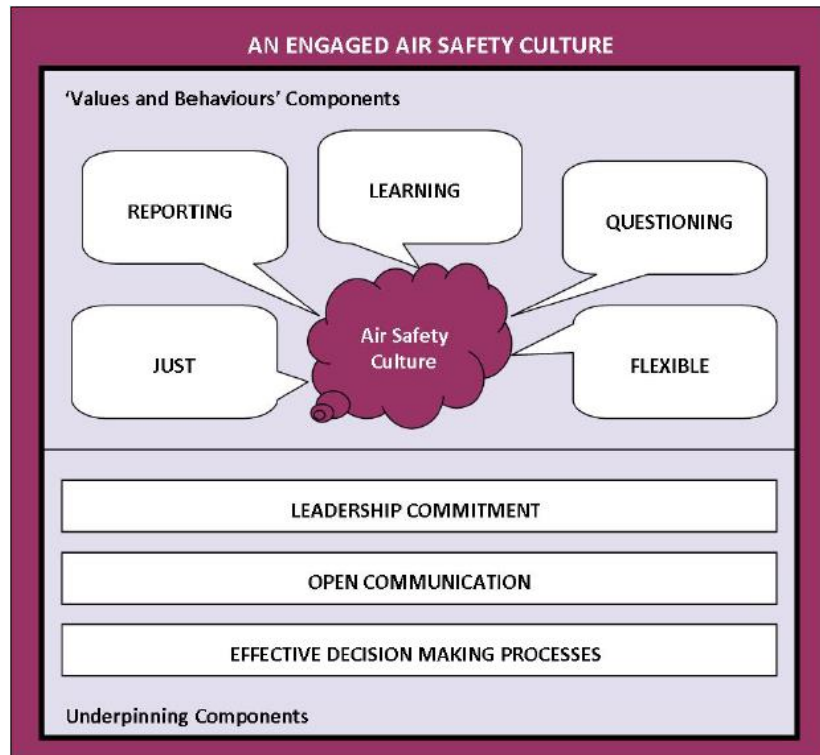 AN ENGAGED AIR SAFETY CULTURE
'Values and Behaviours' Components
REPORTING
LEARNING
QUESTIONING
JUST
Air Safety
Culture
FLEXIBLE
LEADERSHIP COMMITMENT
OPEN COMMUNICATION
EFFECTIVE DECISION MAKING PROCESSES
Underpinning Components